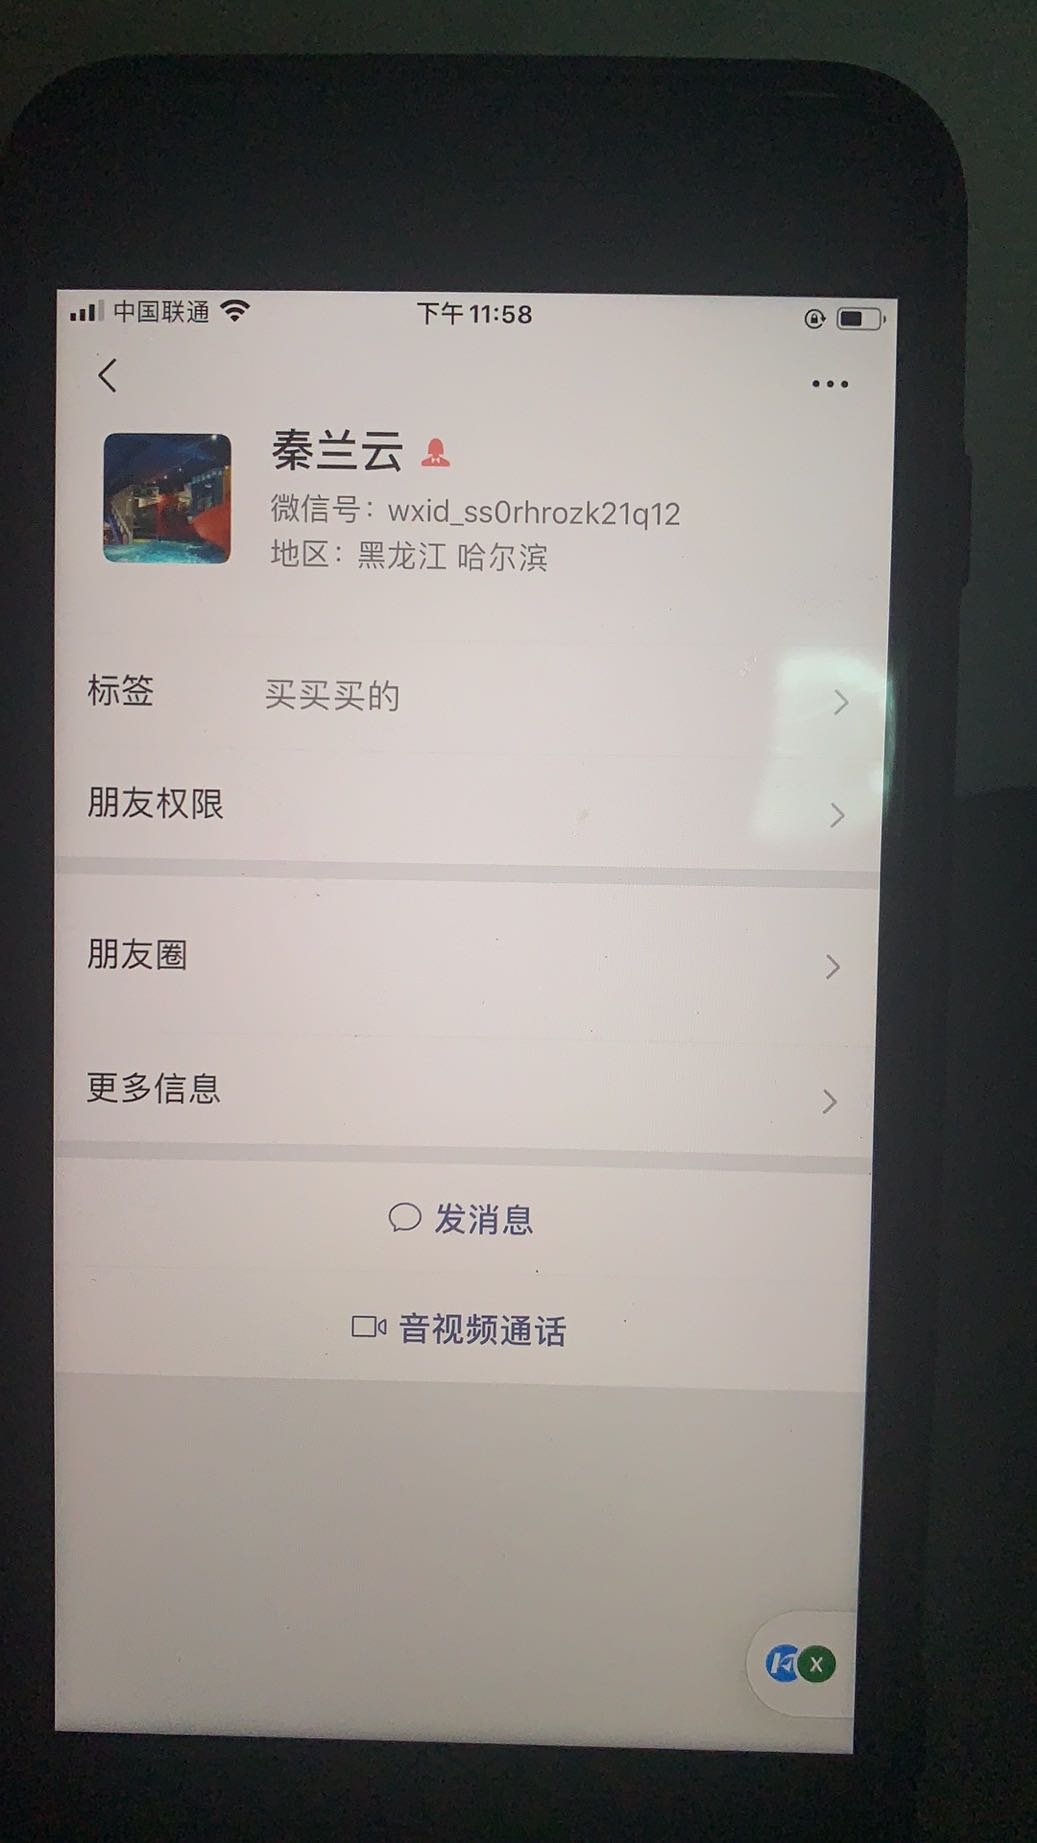 中国联通
下午11:58
秦兰云
微信号：wxid_ss0rhrozk21q12
地区：黑龙江 哈尔滨
标签 买买买的
朋友权限
朋友圈
更多信息
发消息
音视频通话
X